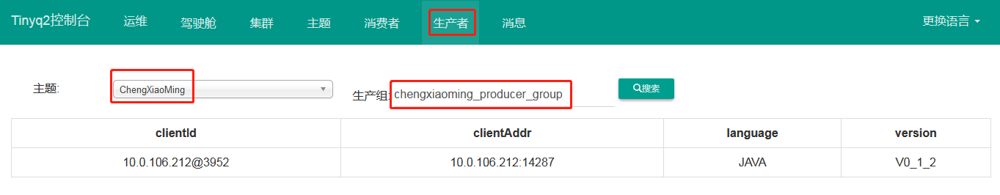 Tinyq2控制台 运维 驾驶舱 集群 主题 消费者 生产者 消息 更换语言
主题: ChengXiaoMing 生产组: chengxiaoming_producer_group 搜索
clientId clientAddr language version
10.0.106.212@3952 10.0.106.212:14287 JAVA V0_1_2